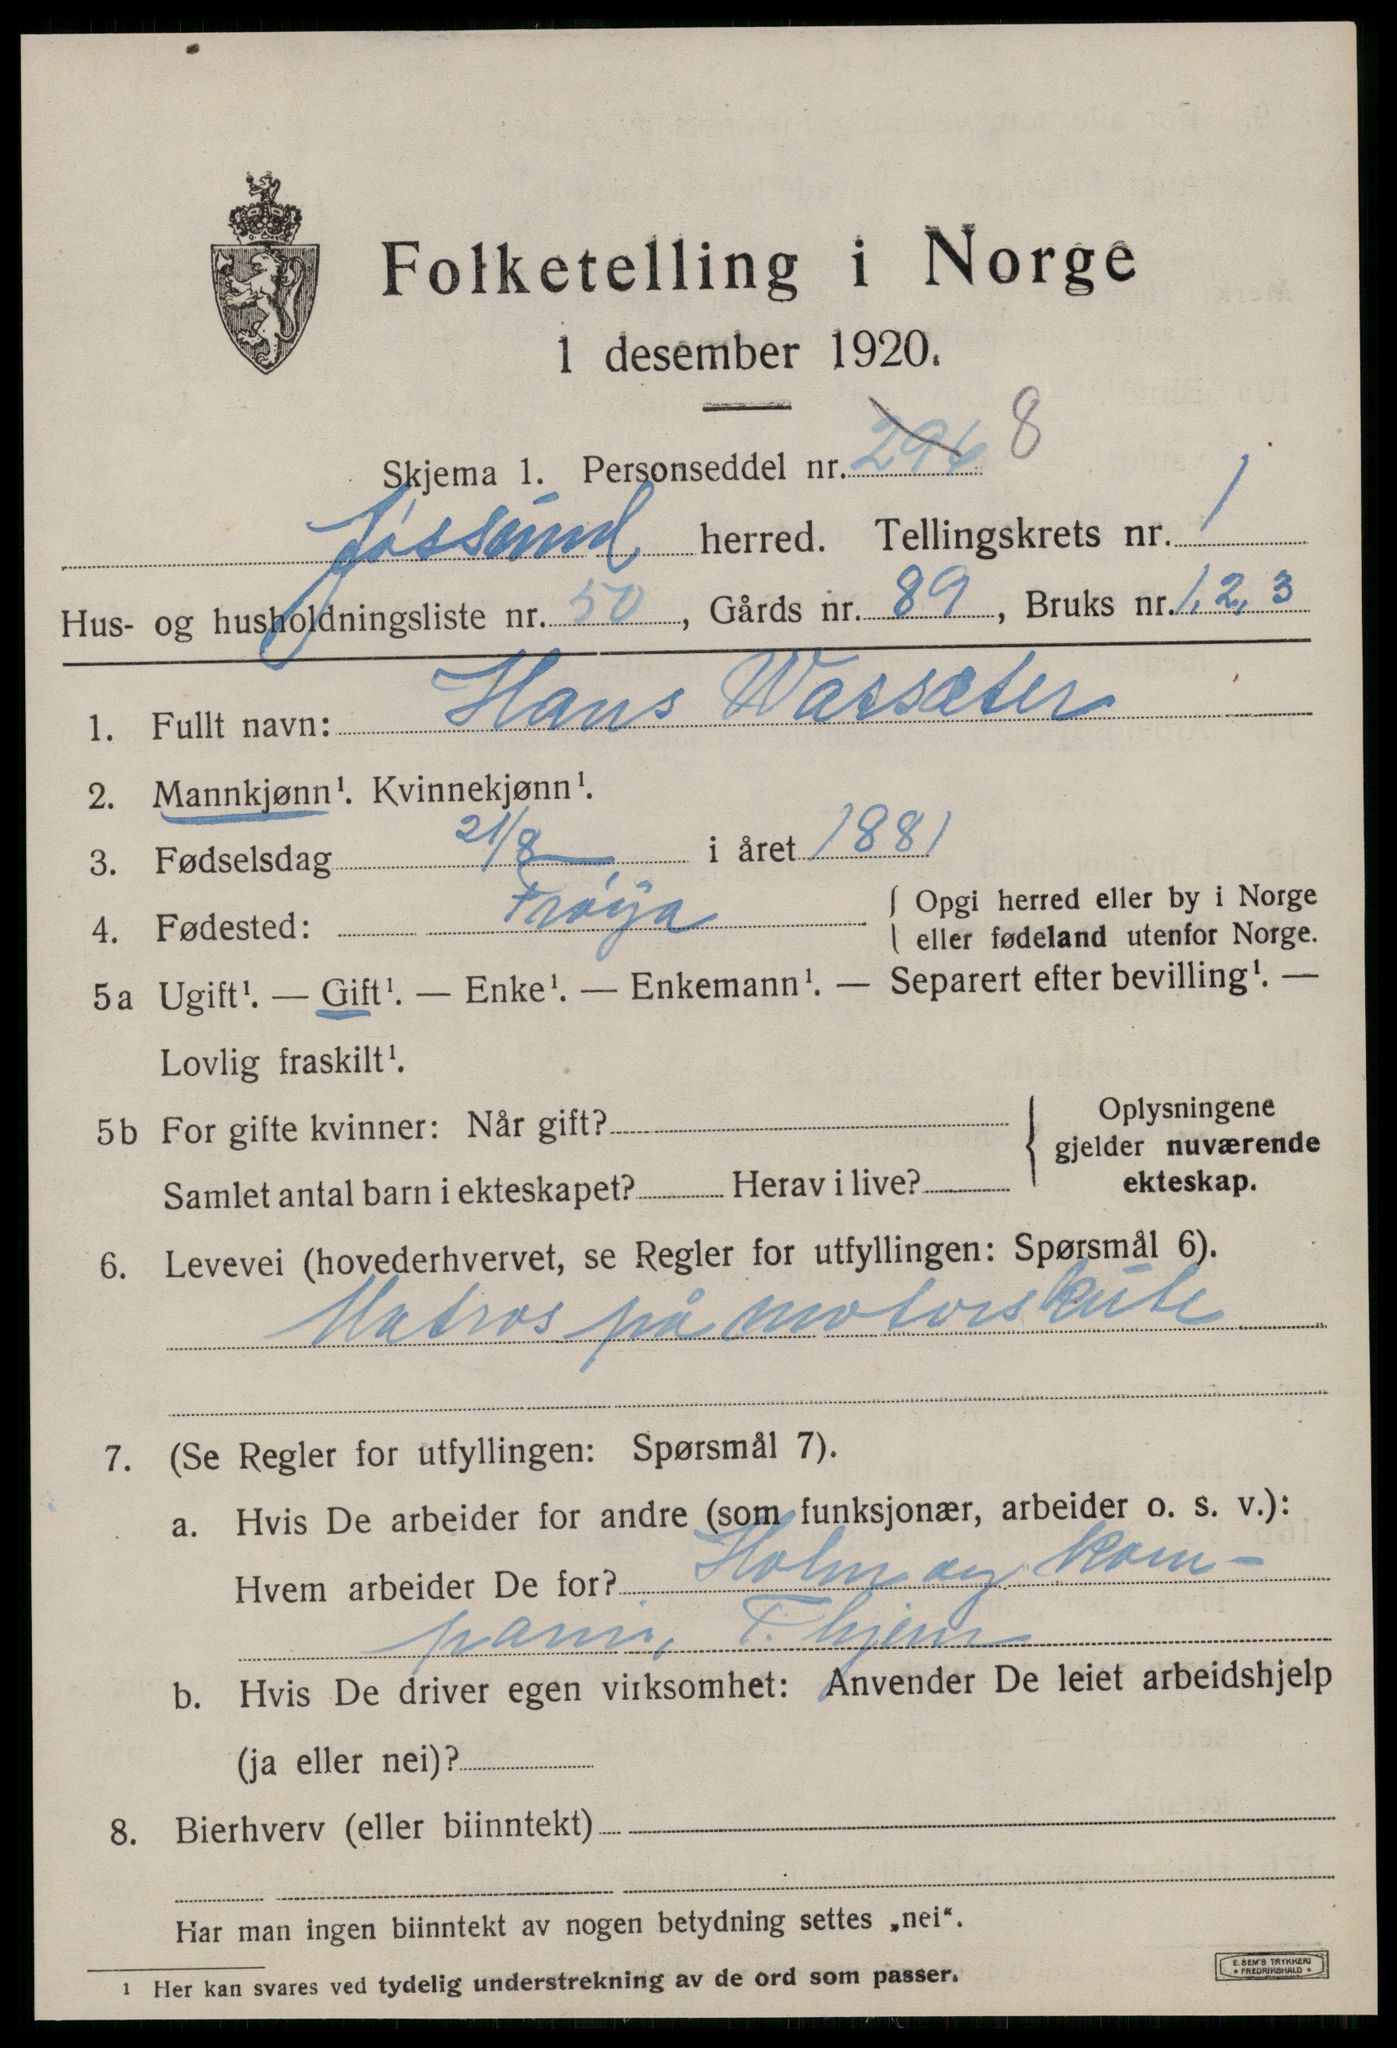 Folketelling i Norge
1 desember 1920.
Skjema 1. Personseddel nr. 296 8
Jøssund herred. Tellingskrets nr. 1
Hus- og husholdningsliste nr. 50, Gårds nr. 89, Bruks nr. 1, 2, 3
1. Fullt navn: Hans Wassæter
2. Mannkjønn¹. Kvinnekjønn¹.
3. Fødselsdag 21/8 i året 1881
4. Fødested: Frøya { Opgi herred eller by i Norge
eller fødeland utenfor Norge.
5a Ugift¹. — Gift¹. — Enke¹. — Enkemann¹. — Separert efter bevilling¹. —
Lovlig fraskilt¹.
5b For gifte kvinner: Når gift?
Samlet antal barn i ekteskapet? Herav i live?
{ Oplysningene
gjelder nuværende
ekteskap.
6. Levevei (hovederhvervet, se Regler for utfyllingen: Spørsmål 6).
Matros på motorskute
7. (Se Regler for utfyllingen: Spørsmål 7).
a. Hvis De arbeider for andre (som funksjonær, arbeider o. s. v.):
Hvem arbeider De for? Holm og kom-
pani, T.hjem
b. Hvis De driver egen virksomhet: Anvender De leiet arbeidshjelp
(ja eller nei)?
8. Bierhverv (eller biinntekt)
Har man ingen biinntekt av nogen betydning settes „nei“.
¹ Her kan svares ved tydelig understrekning av de ord som passer.
E. SEM'S TRYKKERI
• FREDRIKSHALD •